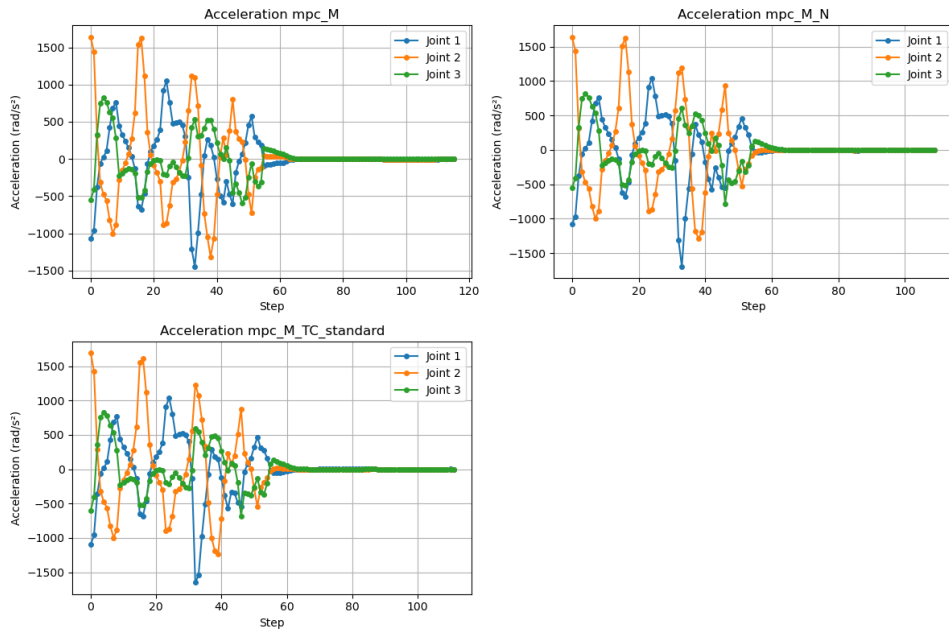 Acceleration mpc_M
Acceleration (rad/s²)
1500
1000
500
0
−500
−1000
−1500
Joint 1
Joint 2
Joint 3
0 20 40 60 80 100 120
Step
Acceleration mpc_M_N
Acceleration (rad/s²)
1500
1000
500
0
−500
−1000
−1500
Joint 1
Joint 2
Joint 3
0 20 40 60 80 100
Step
Acceleration mpc_M_TC_standard
Acceleration (rad/s²)
1500
1000
500
0
−500
−1000
−1500
Joint 1
Joint 2
Joint 3
0 20 40 60 80 100
Step